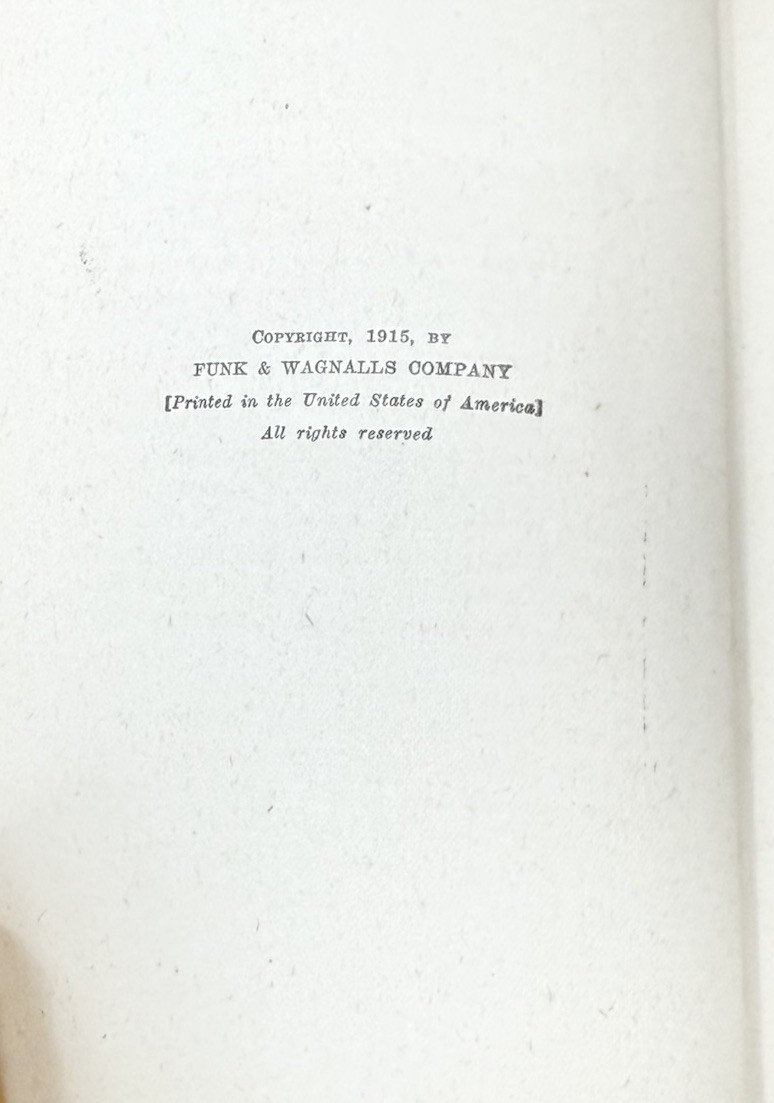 COPYRIGHT, 1915, BY
FUNK & WAGNALLS COMPANY
[Printed in the United States of America]
All rights reserved